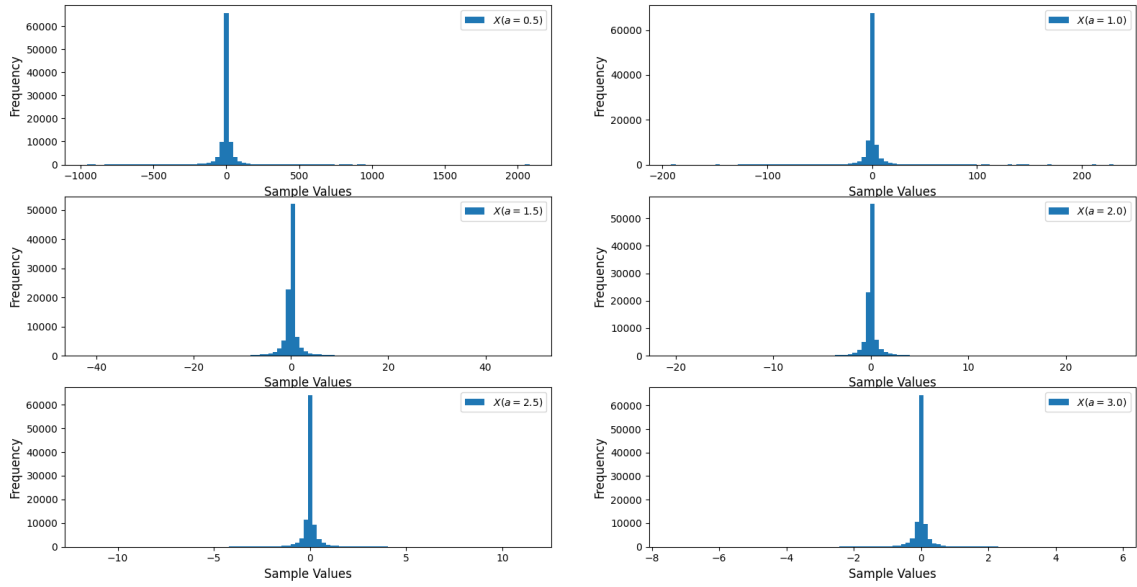 X(a = 0.5)
60000
50000
40000
30000
20000
10000
0
Frequency
−1000 −500 0 500 1000 1500 2000
Sample Values
X(a = 1.0)
60000
50000
40000
30000
20000
10000
0
Frequency
−200 −100 0 100 200
Sample Values
X(a = 1.5)
50000
40000
30000
20000
10000
0
Frequency
−40 −20 0 20 40
Sample Values
X(a = 2.0)
50000
40000
30000
20000
10000
0
Frequency
−20 −10 0 10 20
Sample Values
X(a = 2.5)
60000
50000
40000
30000
20000
10000
0
Frequency
−10 −5 0 5 10
Sample Values
X(a = 3.0)
60000
50000
40000
30000
20000
10000
0
Frequency
−8 −6 −4 −2 0 2 4 6
Sample Values